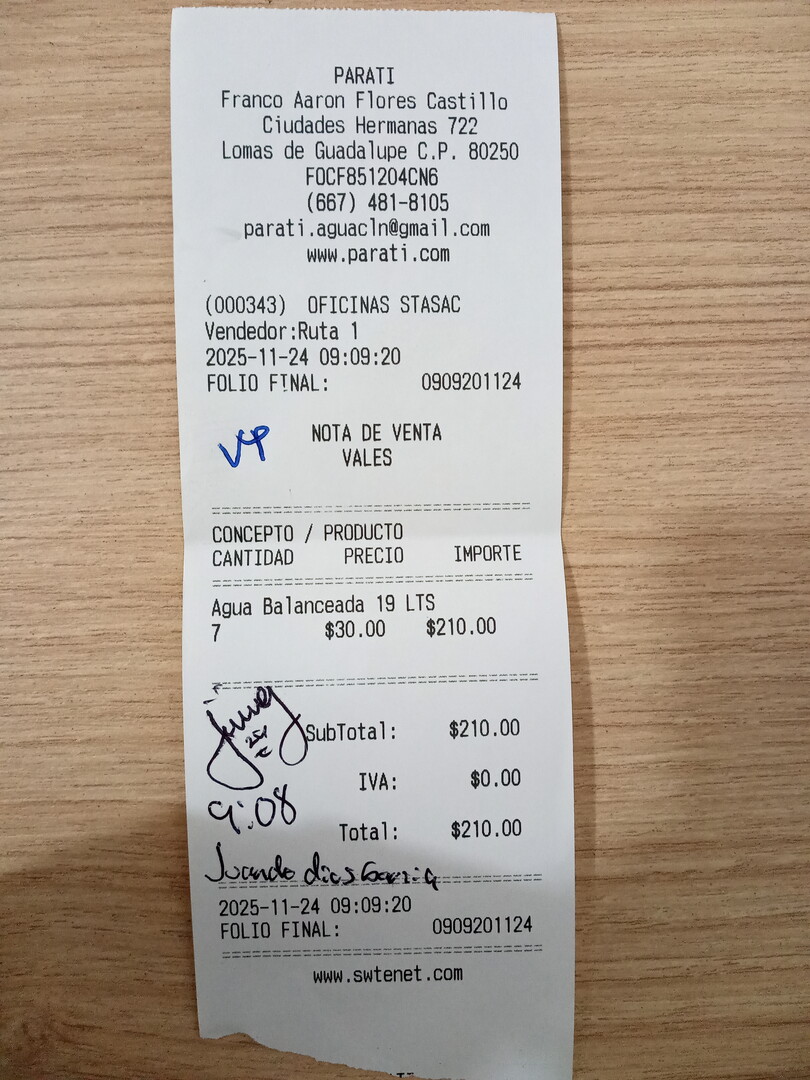 PARATI
Franco Aaron Flores Castillo
Ciudades Hermanas 722
Lomas de Guadalupe C.P. 80250
FOCF851204CN6
(667) 481-8105
parati.aguacln@gmail.com
www.parati.com
(000343) OFICINAS STASAC
Vendedor:Ruta 1
2025-11-24 09:09:20
FOLIO FINAL: 0909201124
NOTA DE VENTA
VALES
CONCEPTO / PRODUCTO
CANTIDAD PRECIO IMPORTE
Agua Balanceada 19 LTS
7 $30.00 $210.00
SubTotal: $210.00
IVA: $0.00
9:08
Total: $210.00
2025-11-24 09:09:20
FOLIO FINAL: 0909201124
www.swtenet.com